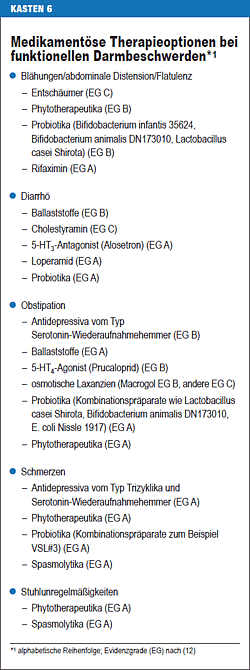 KASTEN 6
Medikamentöse Therapieoptionen bei
funktionellen Darmbeschwerden*1
● Blähungen/abdominale Distension/Flatulenz
– Entschäumer (EG C)
– Phytotherapeutika (EG B)
– Probiotika (Bifidobacterium infantis 35624,
Bifidobacterium animalis DN173010, Lactobacillus
casei Shirota) (EG B)
– Rifaximin (EG A)
● Diarrhö
– Ballaststoffe (EG B)
– Cholestyramin (EG C)
– 5-HT3-Antagonist (Alosetron) (EG A)
– Loperamid (EG A)
– Probiotika (EG A)
● Obstipation
– Antidepressiva vom Typ
Serotonin-Wiederaufnahmehemmer (EG B)
– Ballaststoffe (EG A)
– 5-HT4-Agonist (Prucaloprid) (EG B)
– osmotische Laxanzien (Macrogol EG B, andere EG C)
– Probiotika (Kombinationspräparate wie Lactobacillus
casei Shirota, Bifidobacterium animalis DN173010,
E. coli Nissle 1917) (EG A)
– Phytotherapeutika (EG A)
● Schmerzen
– Antidepressiva vom Typ Trizyklika und
Serotonin-Wiederaufnahmehemmer (EG A)
– Phytotherapeutika (EG A)
– Probiotika (Kombinationspräparate zum Beispiel
VSL#3) (EG A)
– Spasmolytika (EG A)
● Stuhlunregelmäßigkeiten
– Phytotherapeutika (EG A)
– Spasmolytika (EG A)
*1 alphabetische Reihenfolge; Evidenzgrade (EG) nach (12)